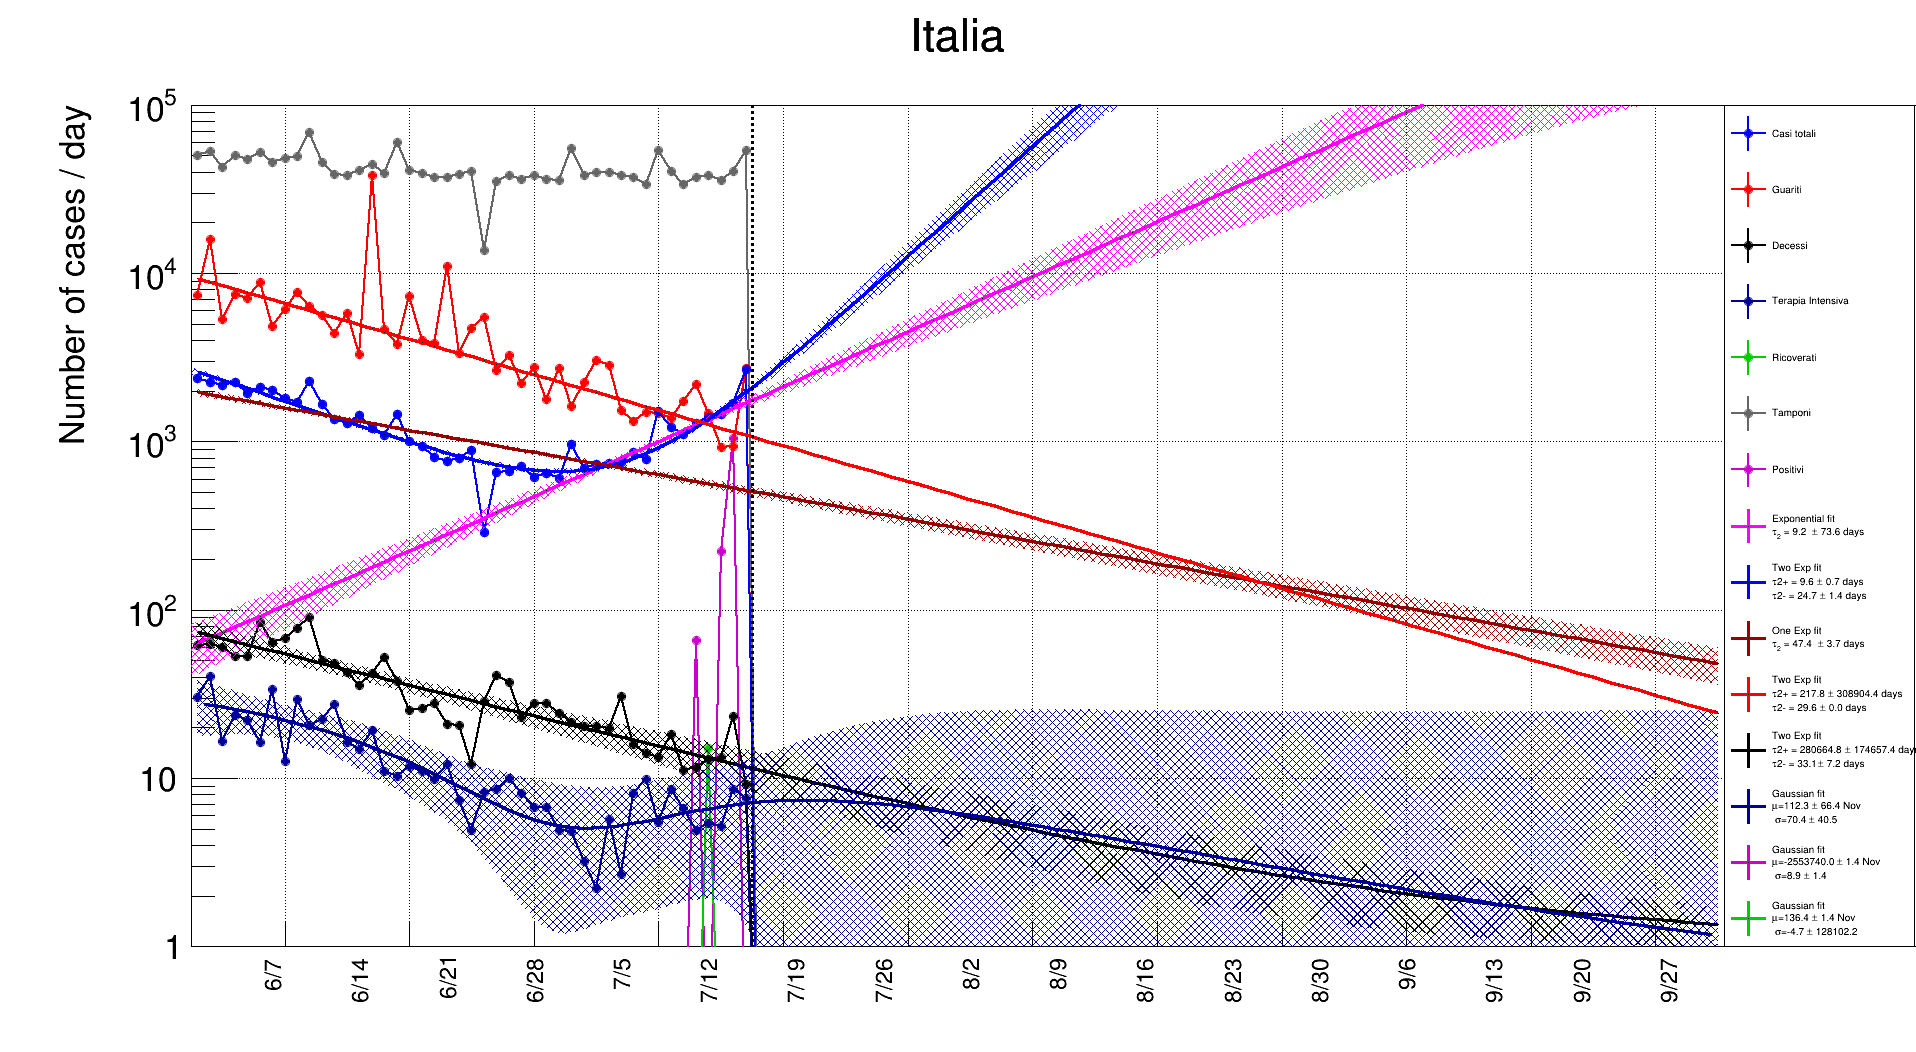 Italia
Number of cases / day
10^5
10^4
10^3
10^2
10
1
6/7
6/14
6/21
6/28
7/5
7/12
7/19
7/26
8/2
8/9
8/16
8/23
8/30
9/6
9/13
9/20
9/27
Casi totali
Guariti
Decessi
Terapia Intensiva
Ricoverati
Tamponi
Positivi
Exponential fit
τ₂ = 9.2 ± 73.6 days
Two Exp fit
τ2+ = 9.6 ± 0.7 days
τ2- = 24.7 ± 1.4 days
One Exp fit
τ₂ = 47.4 ± 3.7 days
Two Exp fit
τ2+ = 217.8 ± 308904.4 days
τ2- = 29.6 ± 0.0 days
Two Exp fit
τ2+ = 280664.8 ± 174657.4 day
τ2- = 33.1± 7.2 days
Gaussian fit
μ=112.3 ± 66.4 Nov
σ=70.4 ± 40.5
Gaussian fit
μ=-2553740.0 ± 1.4 Nov
σ=8.9 ± 1.4
Gaussian fit
μ=136.4 ± 1.4 Nov
σ=-4.7 ± 128102.2